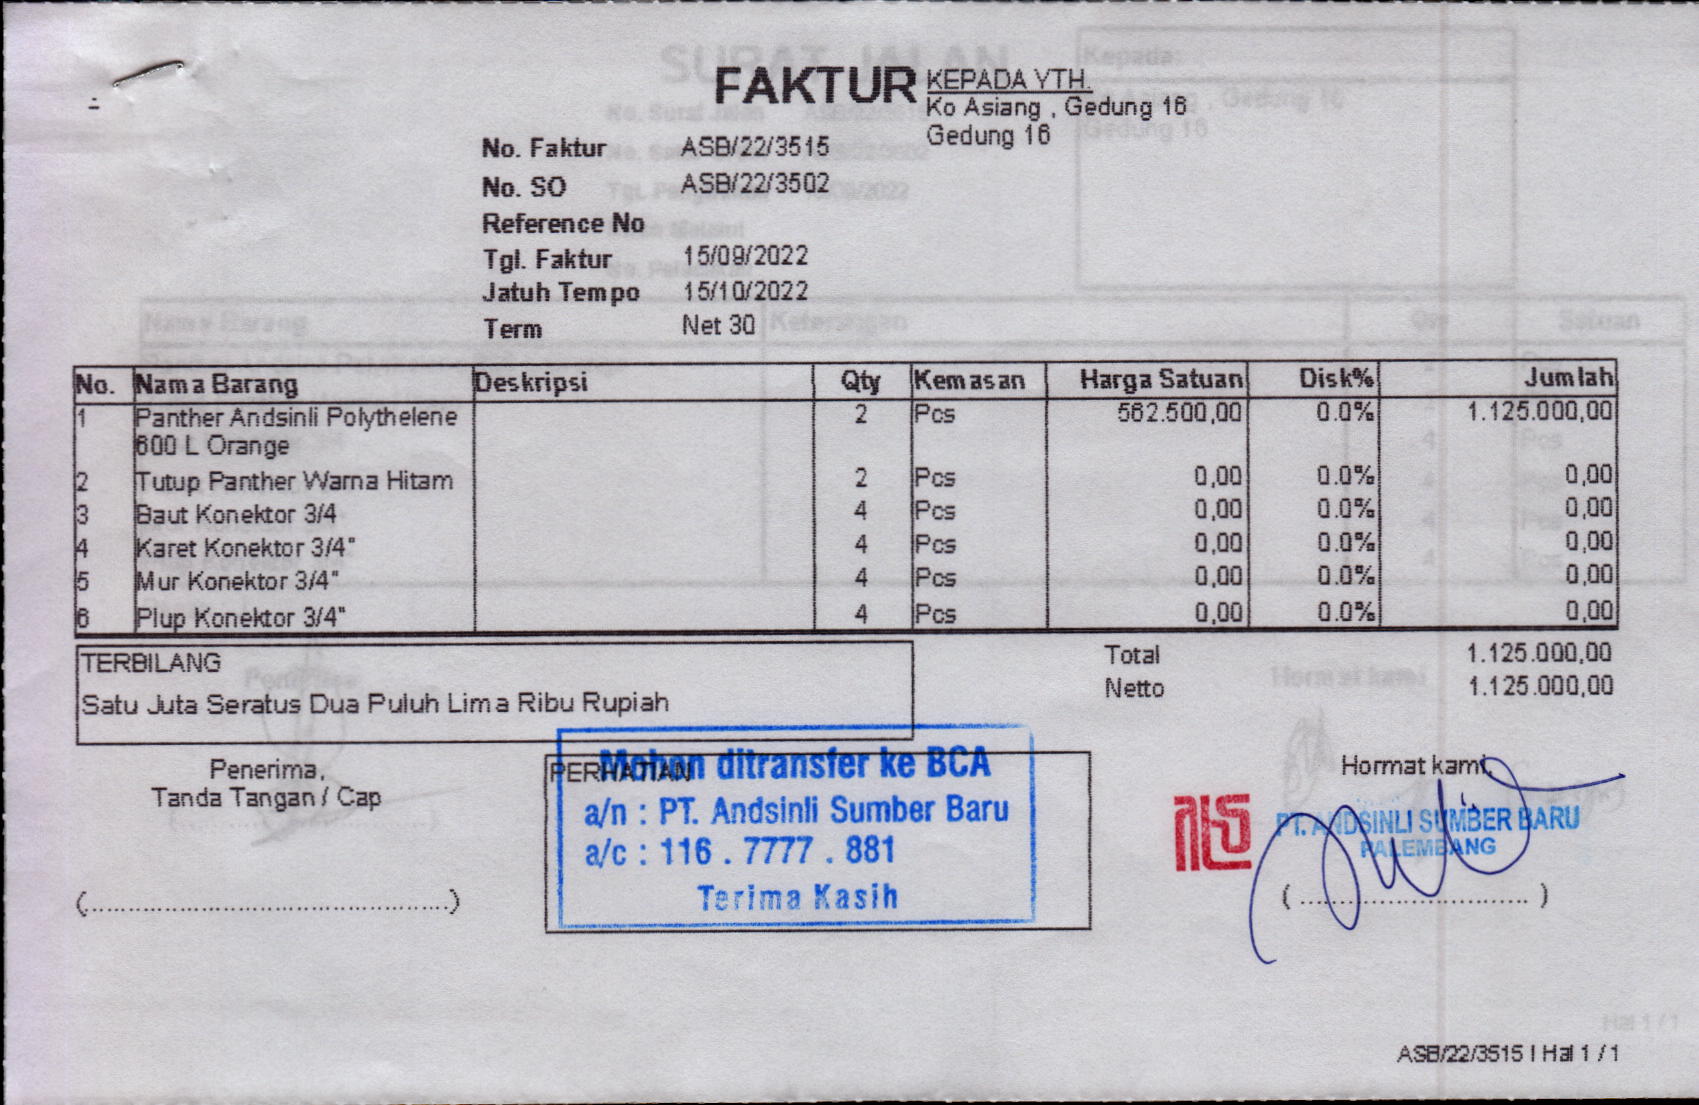 FAKTUR
KEPADA YTH.
Ko Asiang , Gedung 16
Gedung 16
No. Faktur ASB/22/3515
No. SO ASB/22/3502
Reference No
Tgl. Faktur 15/09/2022
Jatuh Tempo 15/10/2022
Term Net 30
No. Nama Barang Deskripsi Qty Kemasan Harga Satuan Disk% Jumlah
1 Panther Andsinli Polythelene 2 Pcs 562.500,00 0.0% 1.125.000,00
600 L Orange
2 Tutup Panther Warna Hitam 2 Pcs 0,00 0.0% 0,00
3 Baut Konektor 3/4 4 Pcs 0,00 0.0% 0,00
4 Karet Konektor 3/4" 4 Pcs 0,00 0.0% 0,00
5 Mur Konektor 3/4" 4 Pcs 0,00 0.0% 0,00
6 Plup Konektor 3/4" 4 Pcs 0,00 0.0% 0,00
TERBILANG
Satu Juta Seratus Dua Puluh Lima Ribu Rupiah
Total 1.125.000,00
Netto 1.125.000,00
Penerima,
Tanda Tangan / Cap
(..............................................)
PERHATIAN
Mohon ditransfer ke BCA
a/n : PT. Andsinli Sumber Baru
a/c : 116 . 7777 . 881
Terima Kasih
Hormat kami,
PT. ANDSINLI SUMBER BARU
PALEMBANG
( ............................. )
ASB/22/3515 | Hal 1 / 1